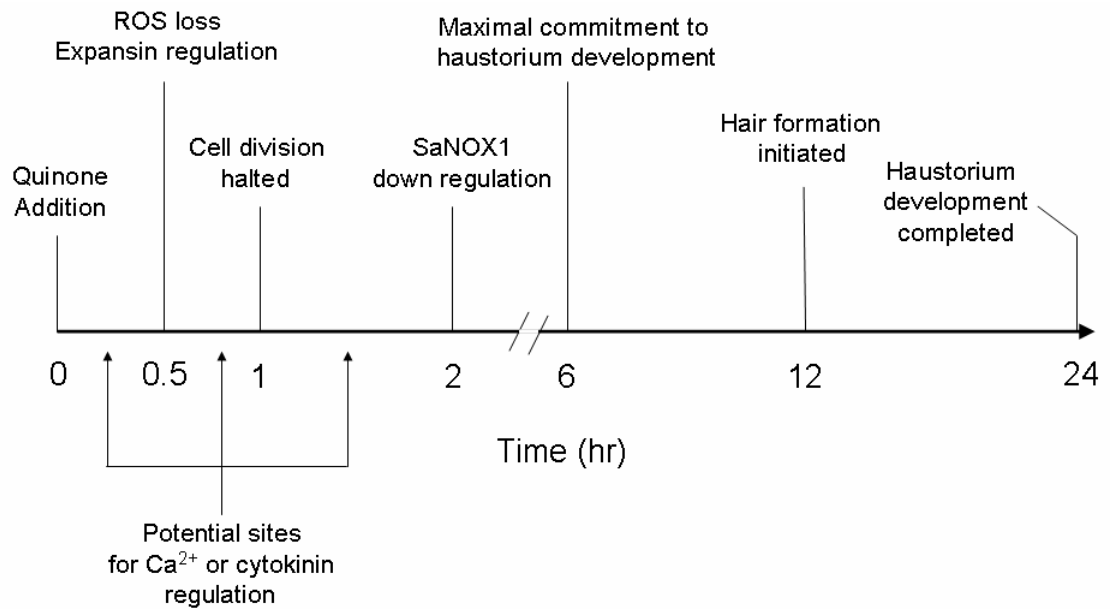 ROS loss
Expansin regulation
Maximal commitment to
haustorium development
Cell division
halted
SaNOX1
down regulation
Hair formation
initiated
Quinone
Addition
Haustorium
development
completed
0 0.5 1 2 6 12 24
Time (hr)
Potential sites
for Ca²⁺ or cytokinin
regulation